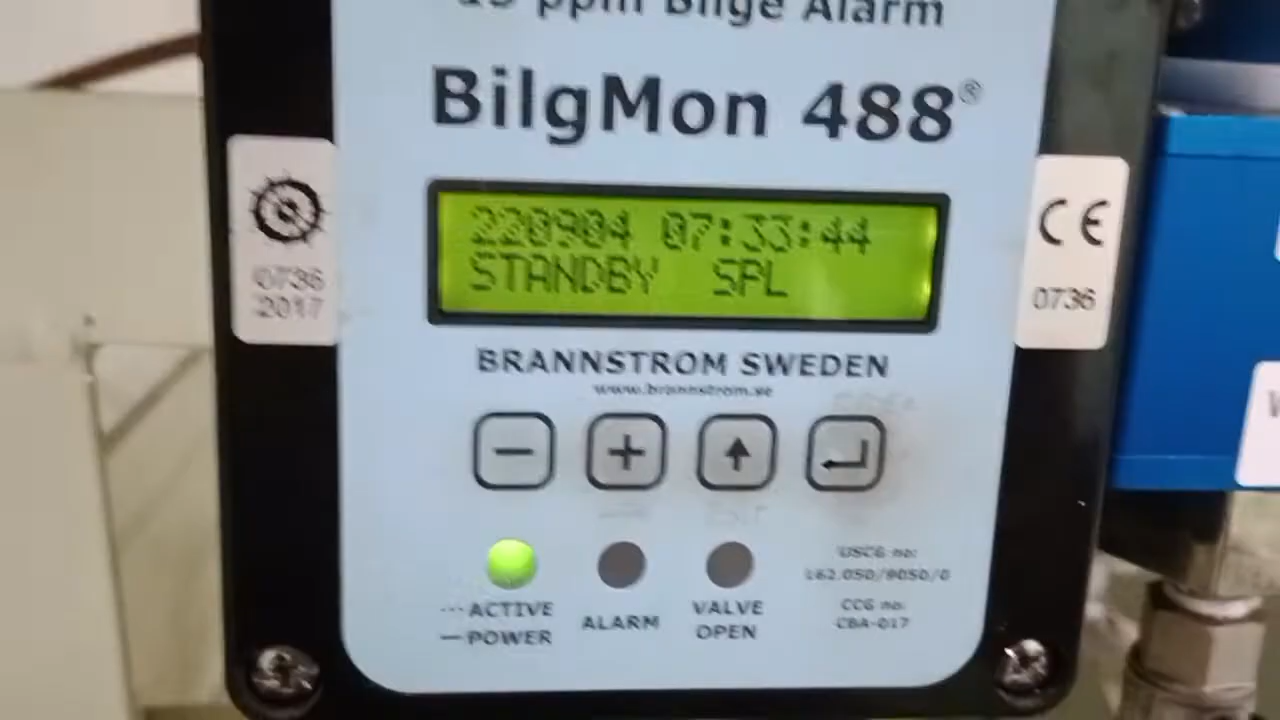 15 ppm Bilge Alarm
BilgMon 488®
220904 07:33:44
STANDBY SPL
0736
2017
CE
0736
BRANNSTROM SWEDEN
www.brannstrom.se
ACTIVE
POWER
ALARM
VALVE
OPEN
USCG no:
162.050/9050/0
CCG no:
CBA-017